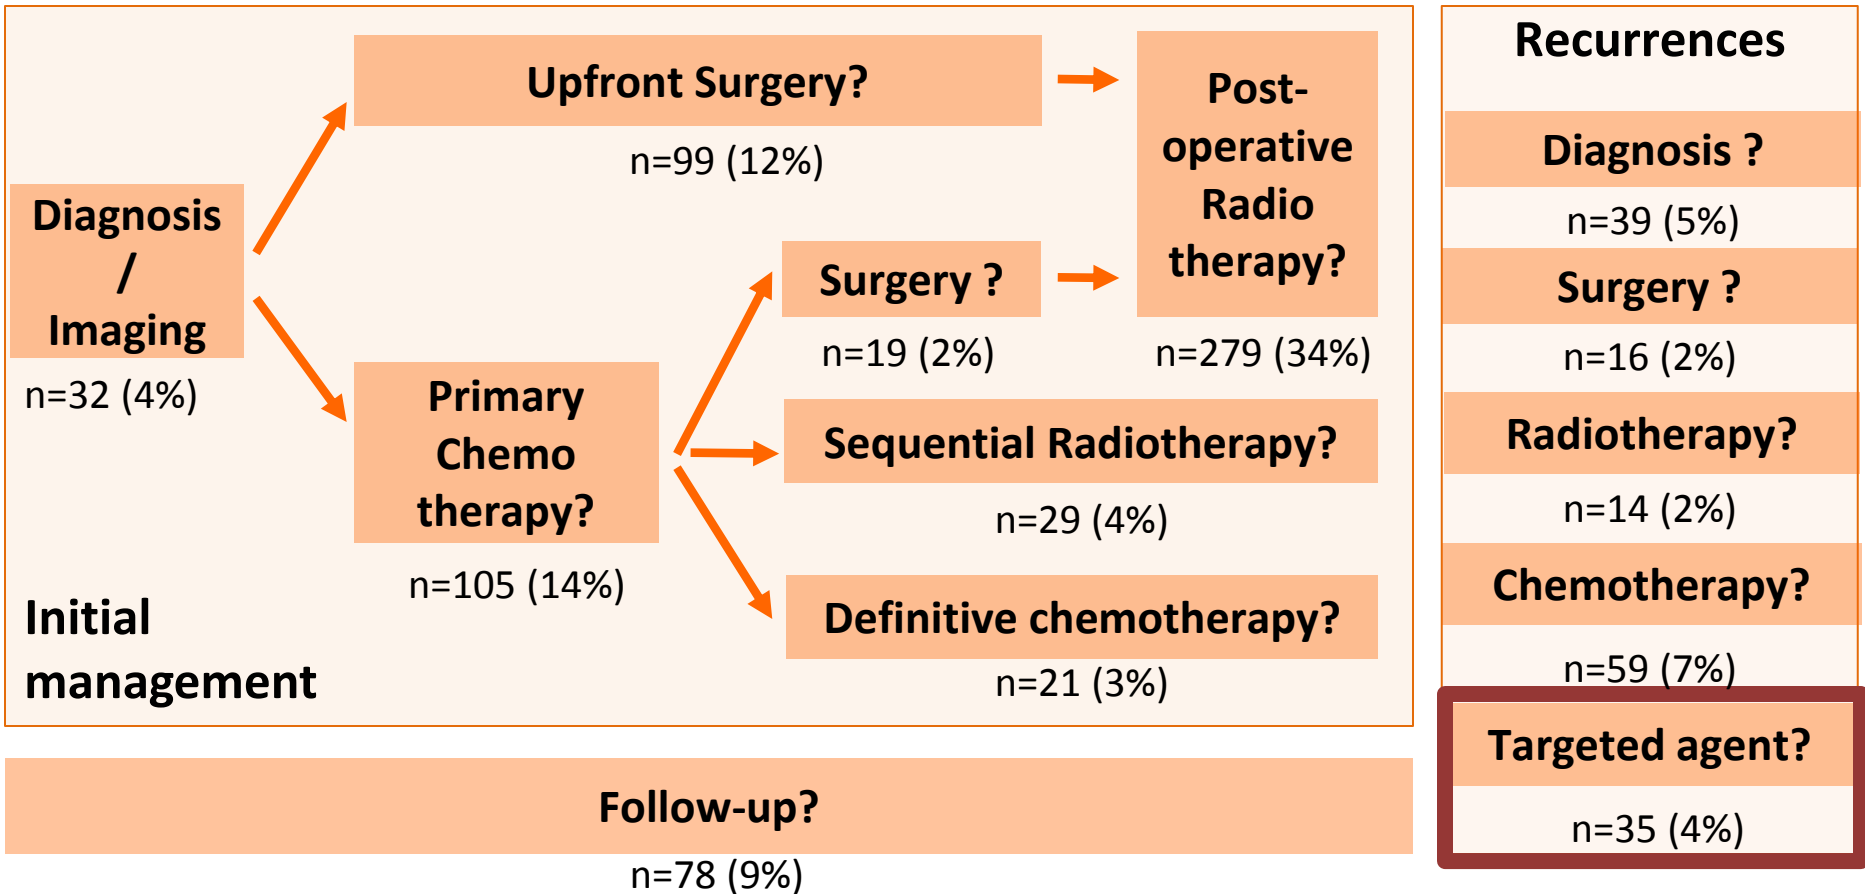 Upfront Surgery?
n=99 (12%)
Post-
operative
Radio
therapy?
n=279 (34%)
Diagnosis
/
Imaging
n=32 (4%)
Surgery ?
n=19 (2%)
Primary
Chemo
therapy?
n=105 (14%)
Sequential Radiotherapy?
n=29 (4%)
Definitive chemotherapy?
n=21 (3%)
Initial
management
Follow-up?
n=78 (9%)
Recurrences
Diagnosis ?
n=39 (5%)
Surgery ?
n=16 (2%)
Radiotherapy?
n=14 (2%)
Chemotherapy?
n=59 (7%)
Targeted agent?
n=35 (4%)